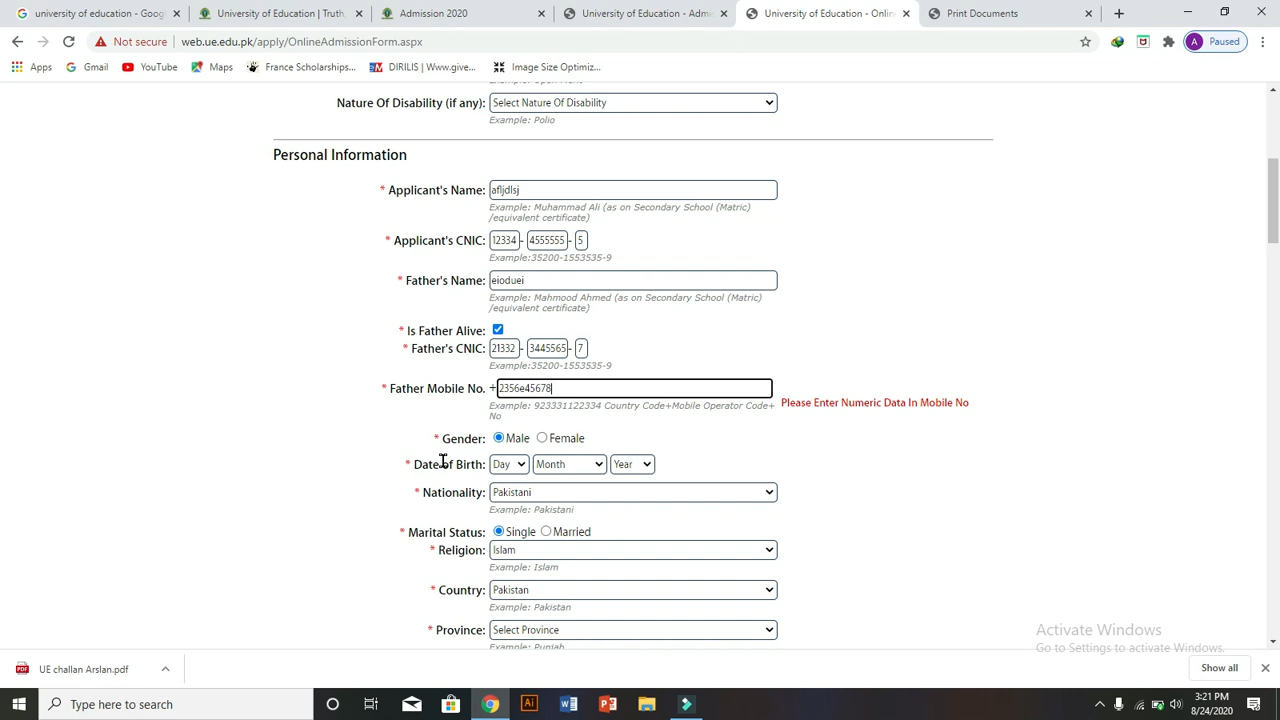 university of education - Goog
University of Education | Truth,
Admission 2020
University of Education - Admi
University of Education - Onlin
Print Documents
Not secure
web.ue.edu.pk/apply/OnlineAdmissionForm.aspx
A Paused
Apps
Gmail
YouTube
Maps
France Scholarships...
DIRILIS | Www.give...
Image Size Optimiz...
Nature Of Disability (if any): Select Nature Of Disability
Example: Polio
Personal Information
* Applicant's Name: afljdlsj
Example: Muhammad Ali (as on Secondary School (Matric)
/equivalent certificate)
* Applicant's CNIC: 12334 - 4555555 - 5
Example:35200-1553535-9
* Father's Name: eioduei
Example: Mahmood Ahmed (as on Secondary School (Matric)
/equivalent certificate)
* Is Father Alive:
* Father's CNIC: 21332 - 3445565 - 7
Example:35200-1553535-9
* Father Mobile No. + 2356e45678
Please Enter Numeric Data In Mobile No
Example: 923331122334 Country Code+Mobile Operator Code+
No
* Gender: Male Female
* Date of Birth: Day Month Year
* Nationality: Pakistani
Example: Pakistani
* Marital Status: Single Married
* Religion: Islam
Example: Islam
* Country: Pakistan
Example: Pakistan
* Province: Select Province
Example: Punjab
Activate Windows
Go to Settings to activate Windows.
UE challan Arslan.pdf
Show all
Type here to search
3:21 PM
8/24/2020